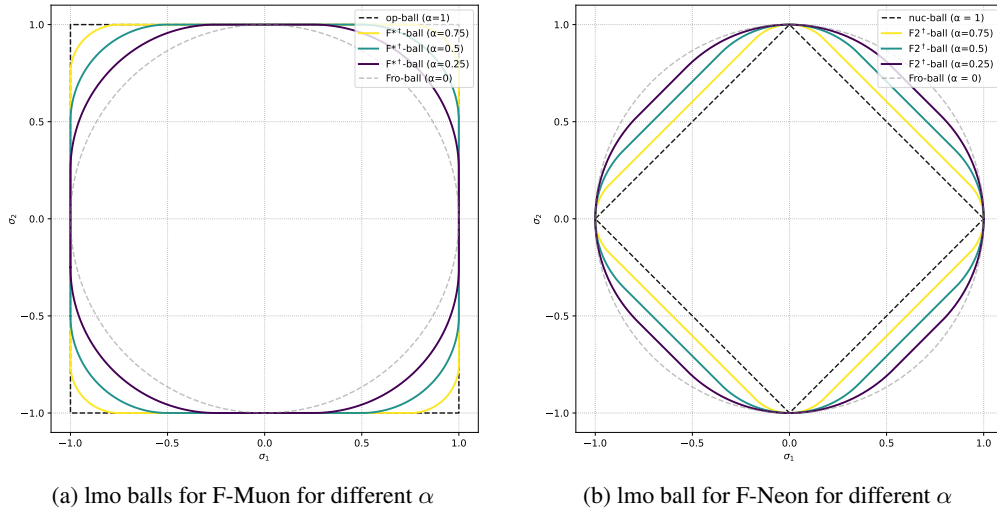 1.0
0.5
0.0
−0.5
−1.0
σ₂
−1.0 −0.5 0.0 0.5 1.0
σ₁
op-ball (α=1)
F*†-ball (α=0.75)
F*†-ball (α=0.5)
F*†-ball (α=0.25)
Fro-ball (α=0)
(a) lmo balls for F-Muon for different α
1.0
0.5
0.0
−0.5
−1.0
σ₂
−1.0 −0.5 0.0 0.5 1.0
σ₁
nuc-ball (α = 1)
F2†-ball (α=0.75)
F2†-ball (α=0.5)
F2†-ball (α=0.25)
Fro-ball (α = 0)
(b) lmo ball for F-Neon for different α